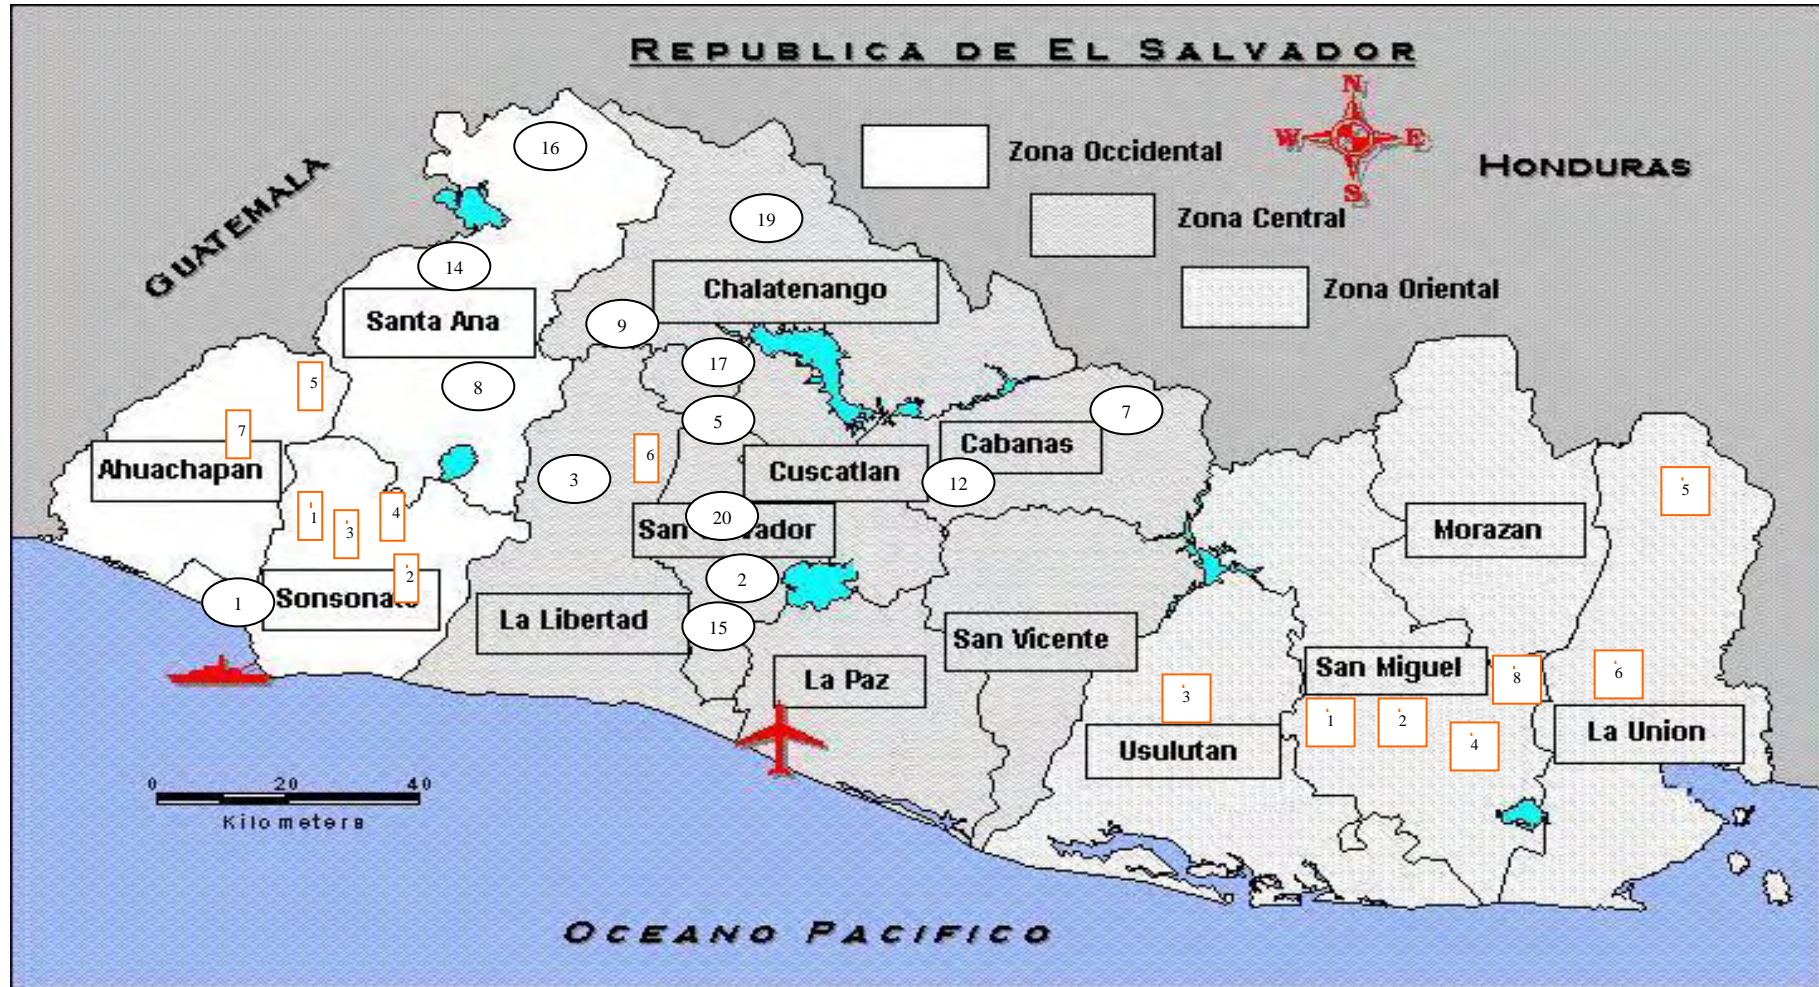 REPUBLICA DE EL SALVADOR
N
W E
S
Zona Occidental
HONDURAS
Zona Central
Zona Oriental
GUATEMALA
16
19
14
Chalatenango
Santa Ana
9
17
5
8
7
5
7
Cabanas
Ahuachapan
6
3
Cuscatlan
12
5
1
3
4
20
San Salvador
Morazan
2
2
1
Sonsonate
La Libertad
15
San Vicente
San Miguel
8
6
La Paz
3
1
2
4
Usulutan
La Union
0 20 40
Kilometers
OCEANO PACIFICO